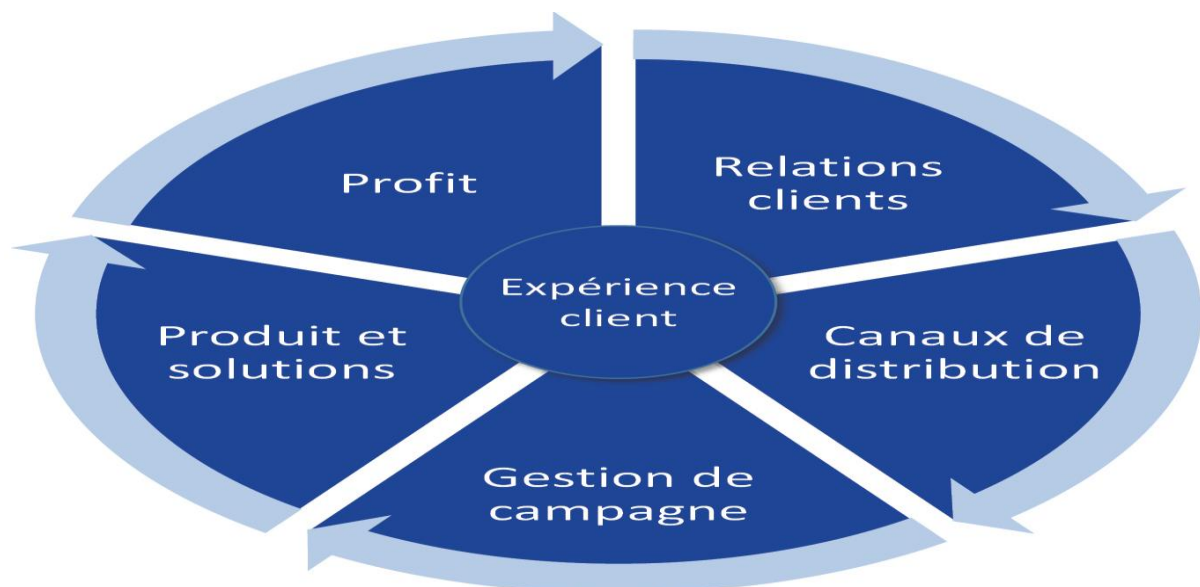 Profit
Relations
clients
Expérience
client
Produit et
solutions
Canaux de
distribution
Gestion de
campagne